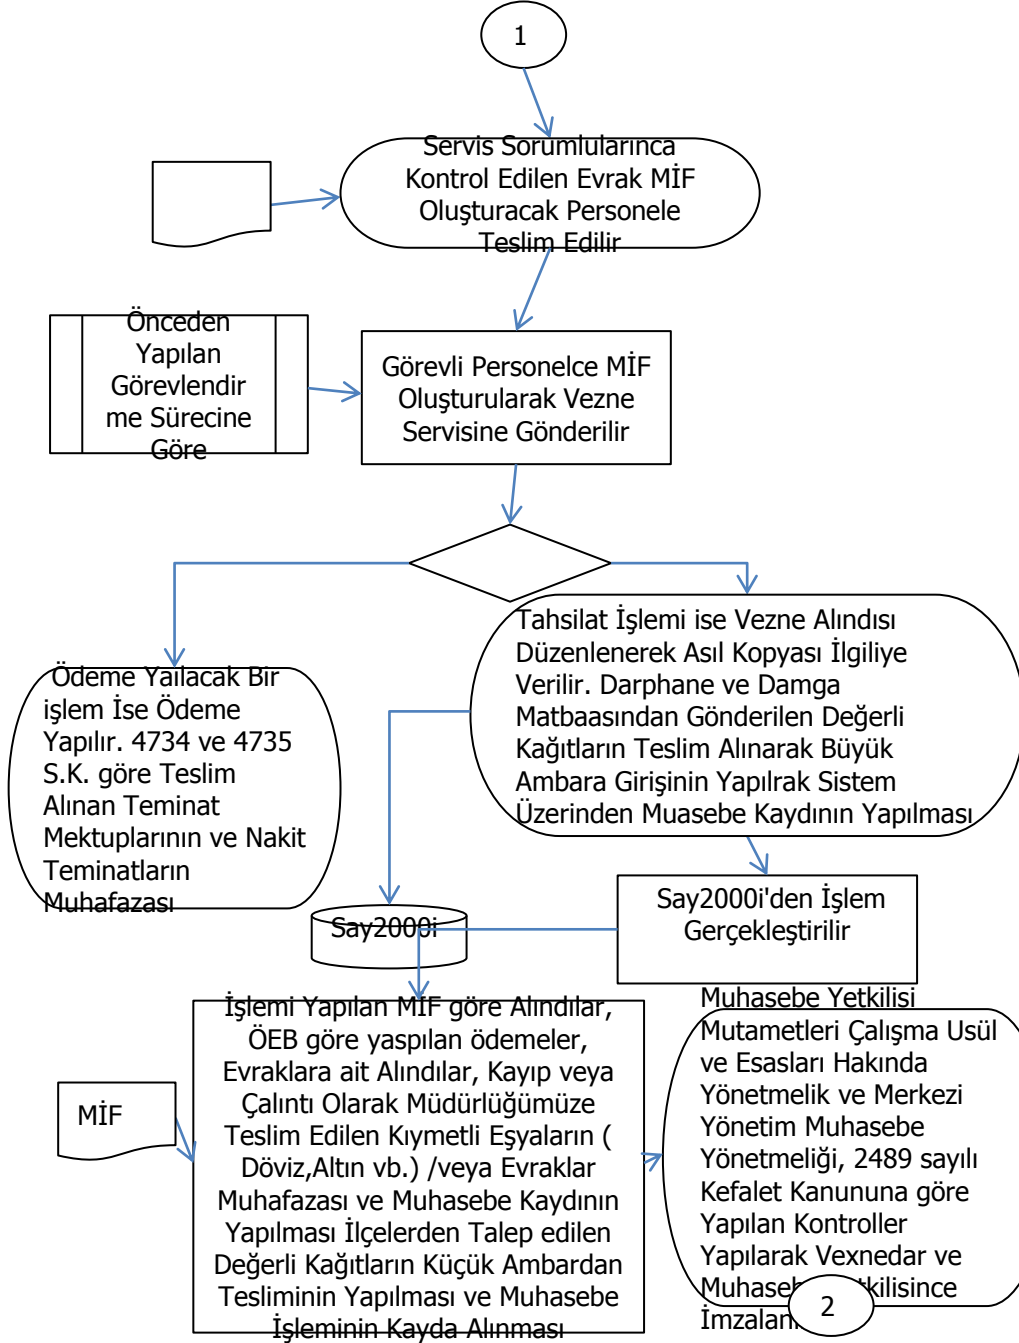 1
Servis Sorumlularınca
Kontrol Edilen Evrak MİF
Oluşturacak Personele
Teslim Edilir
Önceden
Yapılan
Görevlendir
me Sürecine
Göre
Görevli Personelce MİF
Oluşturularak Vezne
Servisine Gönderilir
Ödeme Yaılacak Bir
işlem İse Ödeme
Yapılır. 4734 ve 4735
S.K. göre Teslim
Alınan Teminat
Mektuplarının ve Nakit
Teminatların
Muhafazası
Tahsilat İşlemi ise Vezne Alındısı
Düzenlenerek Asıl Kopyası İlgiliye
Verilir. Darphane ve Damga
Matbaasından Gönderilen Değerli
Kağıtların Teslim Alınarak Büyük
Ambara Girişinin Yapılrak Sistem
Üzerinden Muasebe Kaydının Yapılması
Say2000i
Say2000i'den İşlem
Gerçekleştirilir
MİF
İşlemi Yapılan MİF göre Alındılar,
ÖEB göre yaspılan ödemeler,
Evraklara ait Alındılar, Kayıp veya
Çalıntı Olarak Müdürlüğümüze
Teslim Edilen Kıymetli Eşyaların (
Döviz,Altın vb.) /veya Evraklar
Muhafazası ve Muhasebe Kaydının
Yapılması İlçelerden Talep edilen
Değerli Kağıtların Küçük Ambardan
Tesliminin Yapılması ve Muhasebe
İşleminin Kayda Alınması
Muhasebe Yetkilisi
Mutametleri Çalışma Usül
ve Esasları Hakında
Yönetmelik ve Merkezi
Yönetim Muhasebe
Yönetmeliği, 2489 sayılı
Kefalet Kanununa göre
Yapılan Kontroller
Yapılarak Vexnedar ve
2